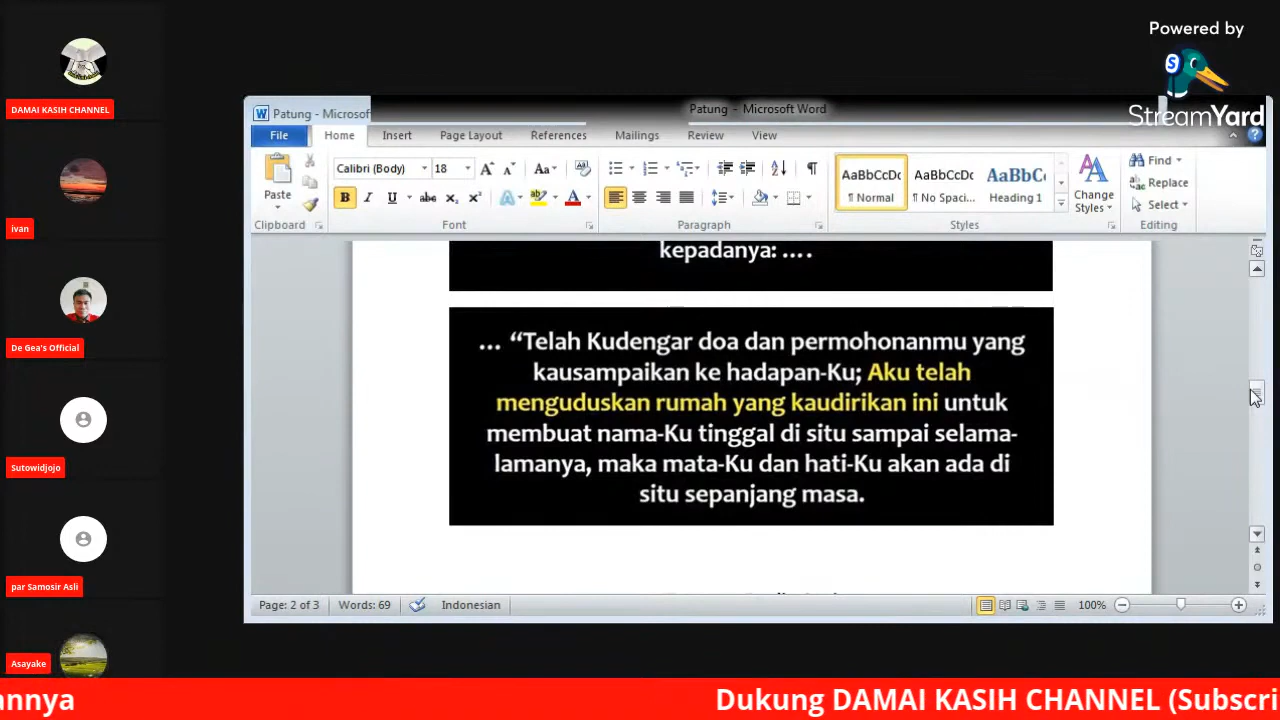 Powered by
StreamYard
DAMAI KASIH CHANNEL
ivan
De Gea's Official
Sutowidjojo
par Samosir Asli
Asayake
Patung - Microsof
Patung - Microsoft Word
File Home Insert Page Layout References Mailings Review View
Calibri (Body) 18
Paste
AaBbCcDc AaBbCcDc AaBbC
¶ Normal ¶ No Spaci... Heading 1
Change Styles
Find
Replace
Select
Clipboard Font Paragraph Styles Editing
kepadanya: ….
… “Telah Kudengar doa dan permohonanmu yang
kausampaikan ke hadapan-Ku; Aku telah
menguduskan rumah yang kaudirikan ini untuk
membuat nama-Ku tinggal di situ sampai selama-
lamanya, maka mata-Ku dan hati-Ku akan ada di
situ sepanjang masa.
Page: 2 of 3 Words: 69 Indonesian 100%
annya Dukung DAMAI KASIH CHANNEL (Subscri